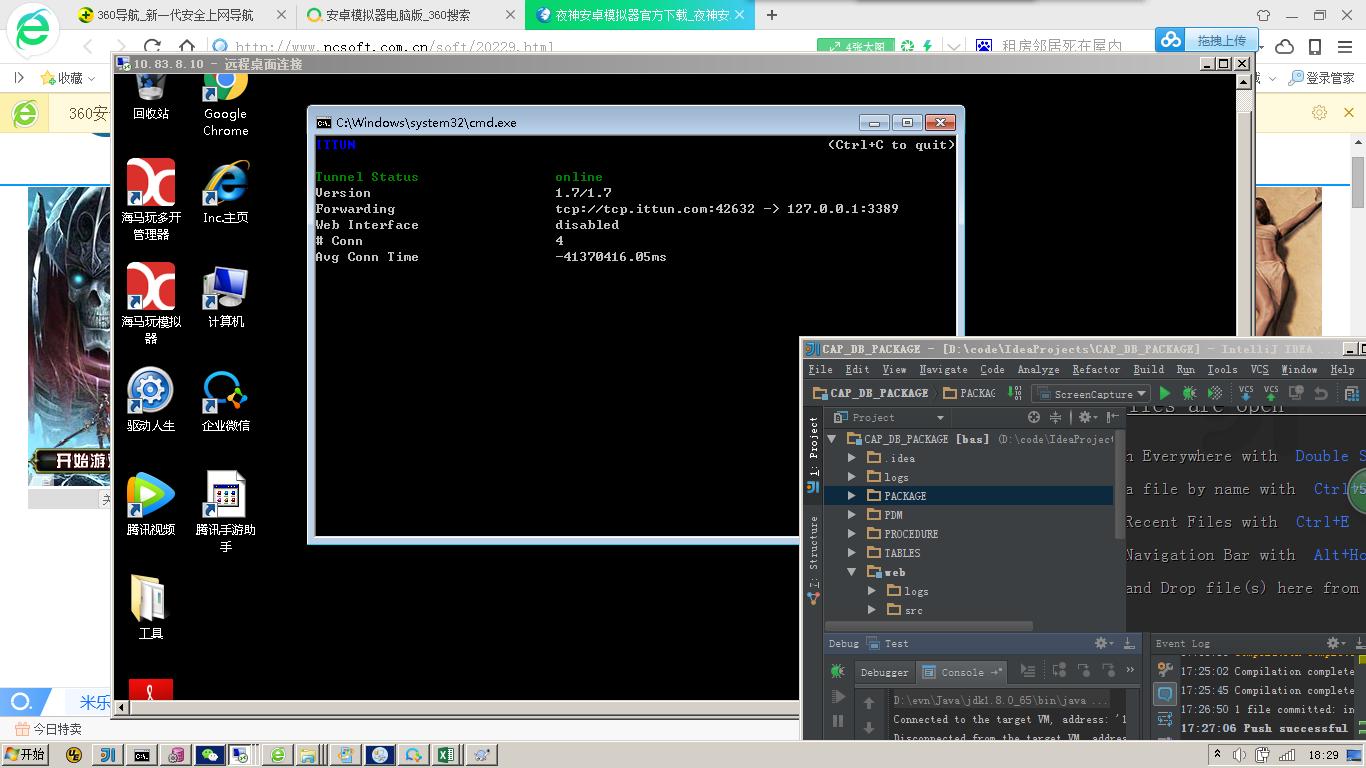 360导航_新一代安全上网导航
安卓模拟器电脑版_360搜索
夜神安卓模拟器官方下载_夜神安
http://www.ncsoft.com.cn/soft/20229.html
4张大图
租房邻居死在屋内
拖拽上传
收藏
登录管家
360安
10.83.8.10 - 远程桌面连接
回收站
Google Chrome
海马玩多开管理器
Inc.主页
海马玩模拟器
计算机
驱动人生
企业微信
腾讯视频
腾讯手游助手
工具
C:\Windows\system32\cmd.exe
ITTUN (Ctrl+C to quit)
Tunnel Status online
Version 1.7/1.7
Forwarding tcp://tcp.ittun.com:42632 -> 127.0.0.1:3389
Web Interface disabled
# Conn 4
Avg Conn Time -41370416.05ms
CAP_DB_PACKAGE - [D:\code\IdeaProjects\CAP_DB_PACKAGE] - IntelliJ IDEA ...
File Edit View Navigate Code Analyze Refactor Build Run Tools VCS Window Help
CAP_DB_PACKAGE PACKAG ScreenCapture VCS VCS
1: Project
Project
CAP_DB_PACKAGE [bas] (D:\code\IdeaProject
.idea
logs
PACKAGE
PDM
PROCEDURE
TABLES
web
logs
src
7: Structure
files are open
n Everywhere with Double S
a file by name with Ctrl+S
Recent Files with Ctrl+E
Navigation Bar with Alt+Ho
and Drop file(s) here from
Debug Test
Debugger Console
D:\evn\Java\jdk1.8.0_65\bin\java ...
Connected to the target VM, address: '1
Disconnected from the target VM, addres
Event Log
17:25:02 Compilation complete
17:25:45 Compilation complete
17:26:50 1 file committed: in
17:27:06 Push successful
开始游
关
米乐
今日特卖
开始
18:29